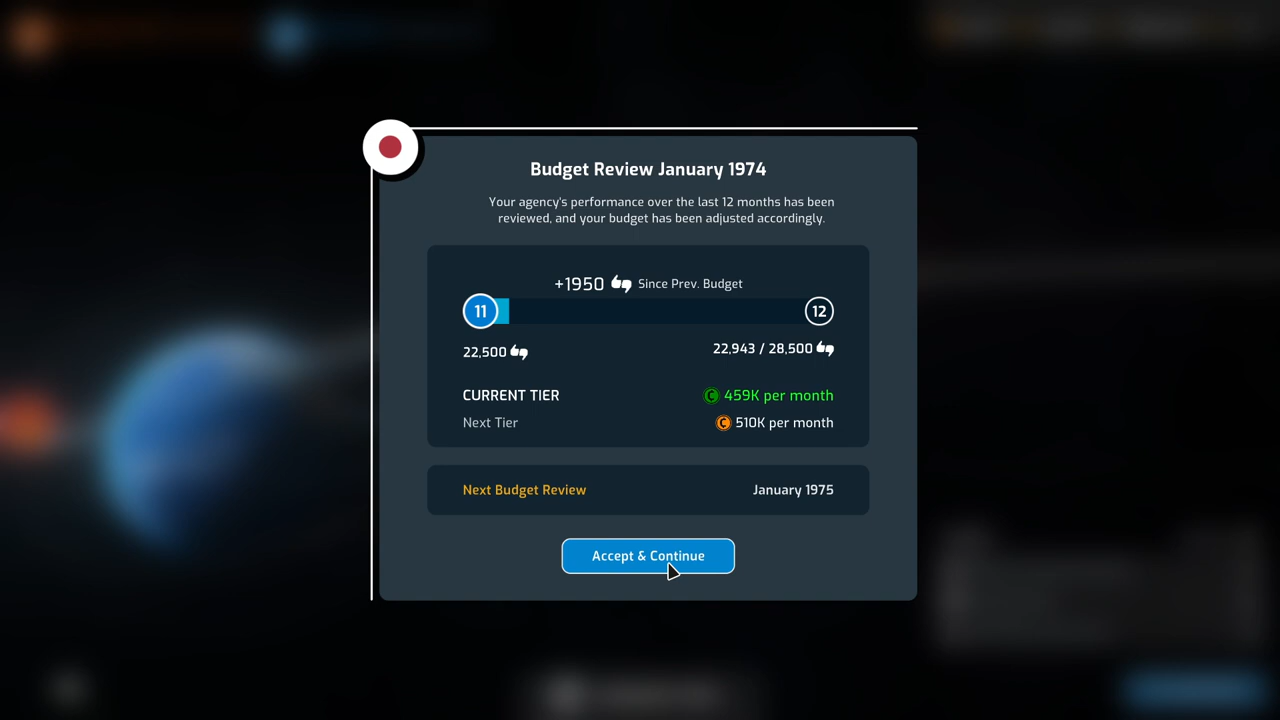 Budget Review January 1974
Your agency's performance over the last 12 months has been
reviewed, and your budget has been adjusted accordingly.
+1950 Since Prev. Budget
11
12
22,500
22,943 / 28,500
CURRENT TIER
459K per month
Next Tier
510K per month
Next Budget Review
January 1975
Accept & Continue